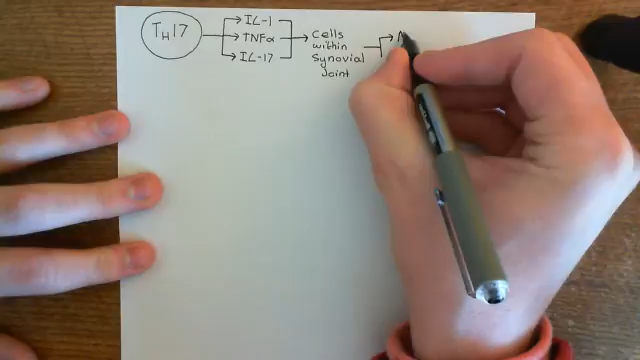 TH17
IL-1
TNFα
IL-17
Cells
within
Synovial
Joint